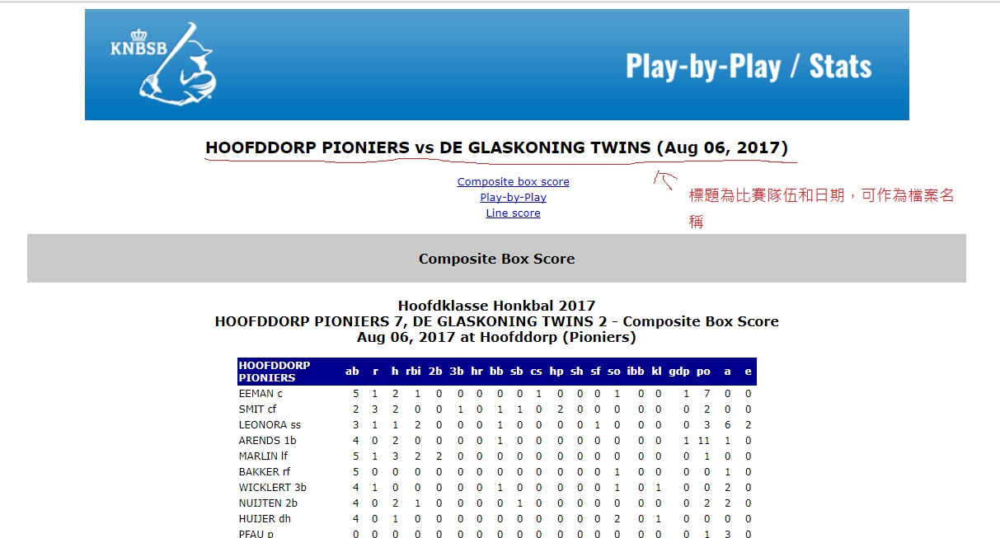 KNBSB
Play-by-Play / Stats
HOOFDDORP PIONIERS vs DE GLASKONING TWINS (Aug 06, 2017)
Composite box score
Play-by-Play
Line score
標題為比賽隊伍和日期，可作為檔案名
稱
Composite Box Score
Hoofdklasse Honkbal 2017
HOOFDDORP PIONIERS 7, DE GLASKONING TWINS 2 - Composite Box Score
Aug 06, 2017 at Hoofddorp (Pioniers)
HOOFDDORP
PIONIERS ab r h rbi 2b 3b hr bb sb cs hp sh sf so ibb kl gdp po a e
EEMAN c 5 1 2 1 0 0 0 0 0 1 0 0 0 1 0 0 1 7 0 0
SMIT cf 2 3 2 0 0 1 0 1 1 0 2 0 0 0 0 0 0 2 0 0
LEONORA ss 3 1 1 2 0 0 0 1 0 0 0 0 1 0 0 0 0 3 6 2
ARENDS 1b 4 0 2 0 0 0 0 1 0 0 0 0 0 0 0 0 1 11 1 0
MARLIN lf 5 1 3 2 2 0 0 0 0 0 0 0 0 0 0 0 0 1 0 0
BAKKER rf 5 0 0 0 0 0 0 0 0 0 0 0 0 1 0 0 0 0 1 0
WICKLERT 3b 4 1 0 0 0 0 0 1 0 0 0 0 0 1 0 1 0 0 2 0
NUIJTEN 2b 4 0 2 1 0 0 0 0 1 0 0 0 0 0 0 0 0 2 2 0
HUIJER dh 4 0 1 0 0 0 0 0 0 0 0 0 0 2 0 1 0 0 0 0
PFAU p 0 0 0 0 0 0 0 0 0 0 0 0 0 0 0 0 0 1 3 0